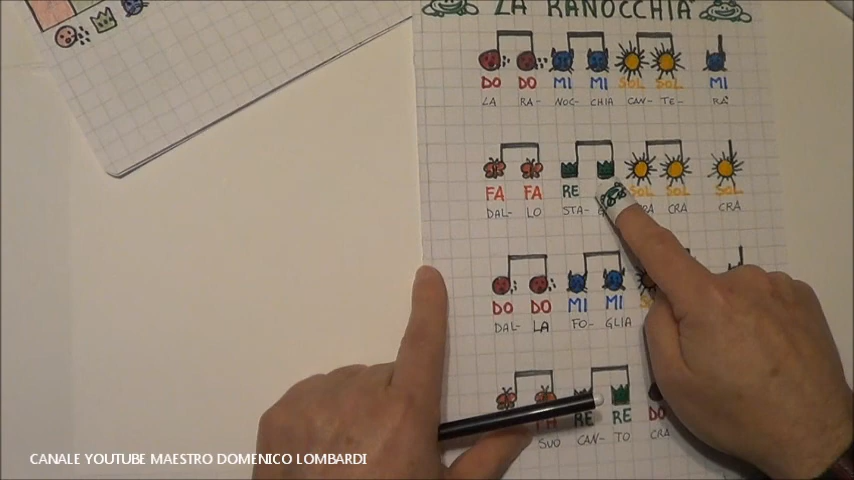 LA RANOCCHIA
DO DO MI MI SOL SOL MI
LA RA- NOC- CHIA CAN- TE- RÀ
FA FA RE SOL SOL SOL
DAL- LO STA- CRA CRA
DO DO MI MI
DAL- LA FO- GLIA
RE RE DO
SUO CAN- TO CRA
CANALE YOUTUBE MAESTRO DOMENICO LOMBARDI